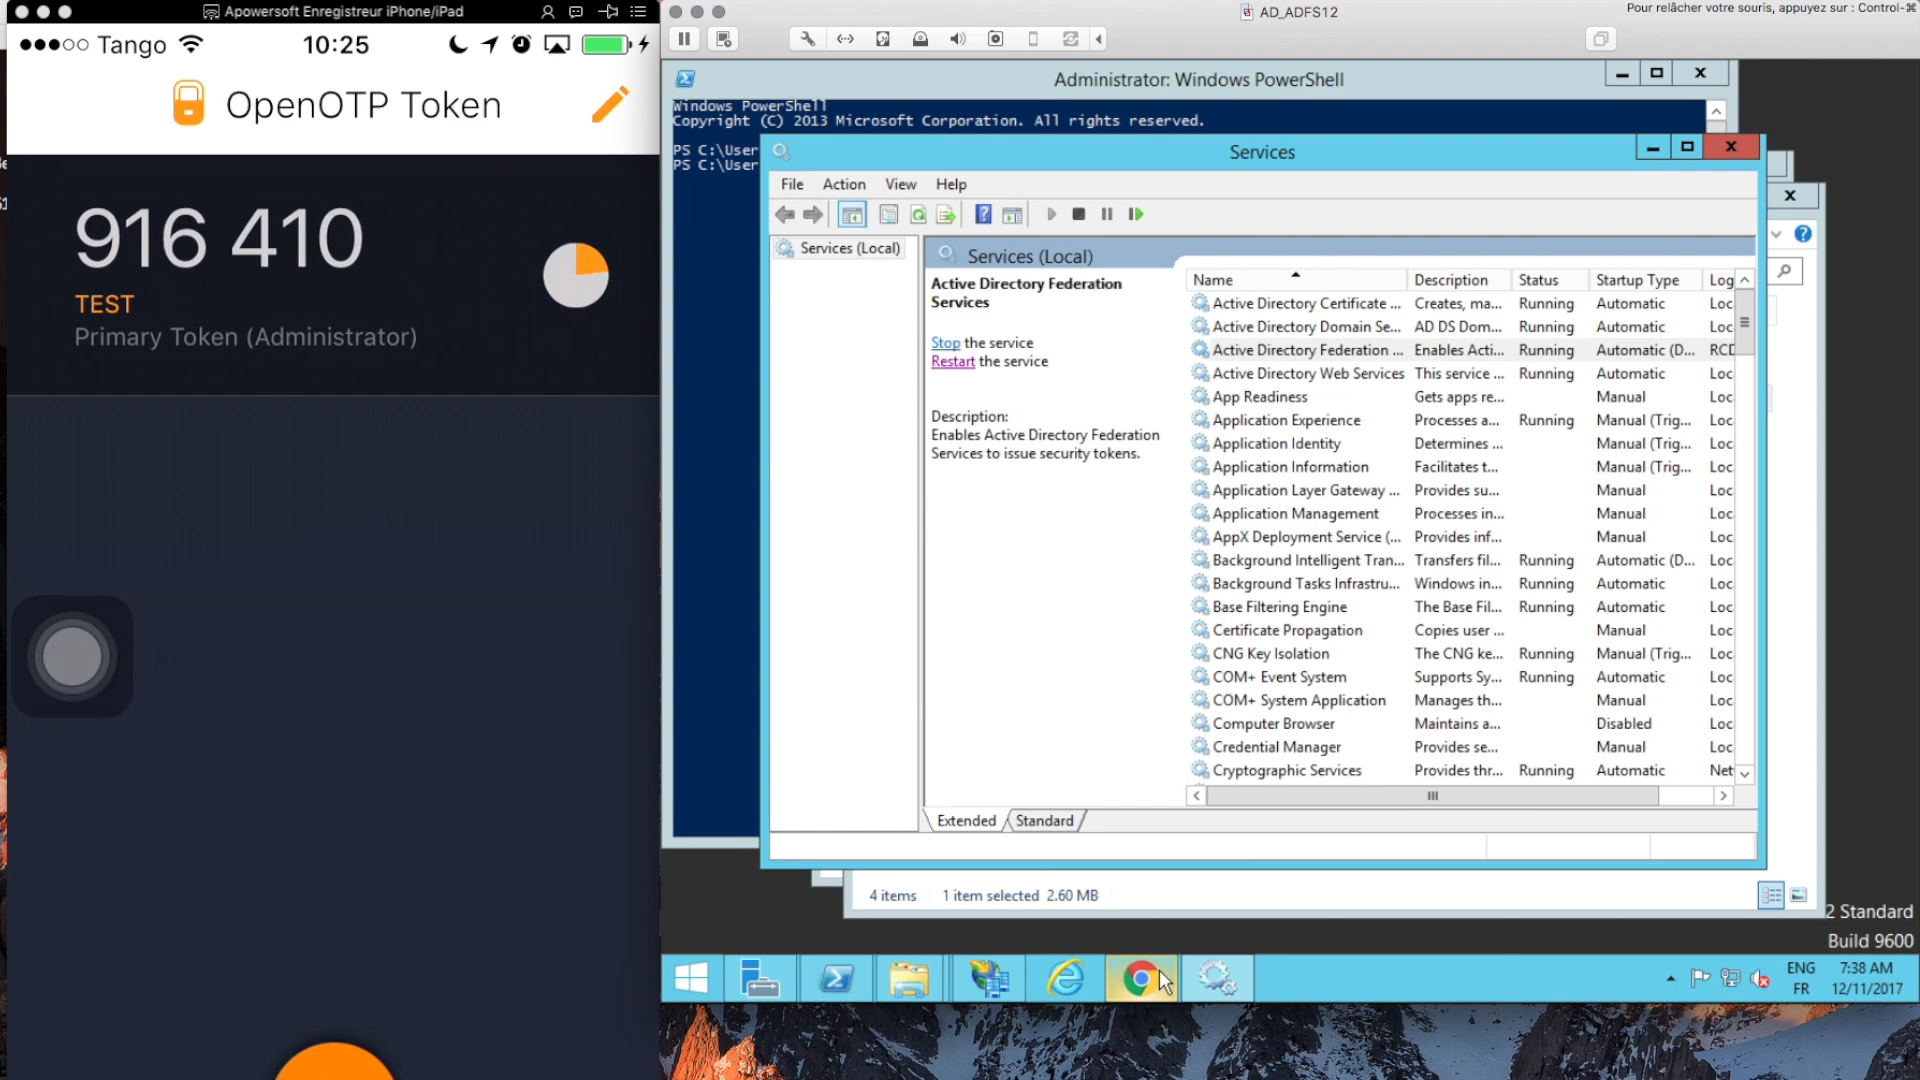 Apowersoft Enregistreur iPhone/iPad
Tango
10:25
OpenOTP Token
916 410
TEST
Primary Token (Administrator)
AD_ADFS12
Pour relâcher votre souris, appuyez sur : Control-⌘
Administrator: Windows PowerShell
Windows PowerShell
Copyright (C) 2013 Microsoft Corporation. All rights reserved.
PS C:\User
PS C:\User
Services
File Action View Help
Services (Local)
Services (Local)
Active Directory Federation
Services
Stop the service
Restart the service
Description:
Enables Active Directory Federation
Services to issue security tokens.
Name Description Status Startup Type Log
Active Directory Certificate ... Creates, ma... Running Automatic Loc
Active Directory Domain Se... AD DS Dom... Running Automatic Loc
Active Directory Federation ... Enables Acti... Running Automatic (D... RCD
Active Directory Web Services This service ... Running Automatic Loc
App Readiness Gets apps re... Manual Loc
Application Experience Processes a... Running Manual (Trig... Loc
Application Identity Determines ... Manual (Trig... Loc
Application Information Facilitates t... Manual (Trig... Loc
Application Layer Gateway ... Provides su... Manual Loc
Application Management Processes in... Manual Loc
AppX Deployment Service (... Provides inf... Manual Loc
Background Intelligent Tran... Transfers fil... Running Automatic (D... Loc
Background Tasks Infrastru... Windows in... Running Automatic Loc
Base Filtering Engine The Base Fil... Running Automatic Loc
Certificate Propagation Copies user ... Manual Loc
CNG Key Isolation The CNG ke... Running Manual (Trig... Loc
COM+ Event System Supports Sy... Running Automatic Loc
COM+ System Application Manages th... Manual Loc
Computer Browser Maintains a... Disabled Loc
Credential Manager Provides se... Manual Loc
Cryptographic Services Provides thr... Running Automatic Net
Extended Standard
4 items 1 item selected 2.60 MB
2 Standard
Build 9600
ENG 7:38 AM
FR 12/11/2017